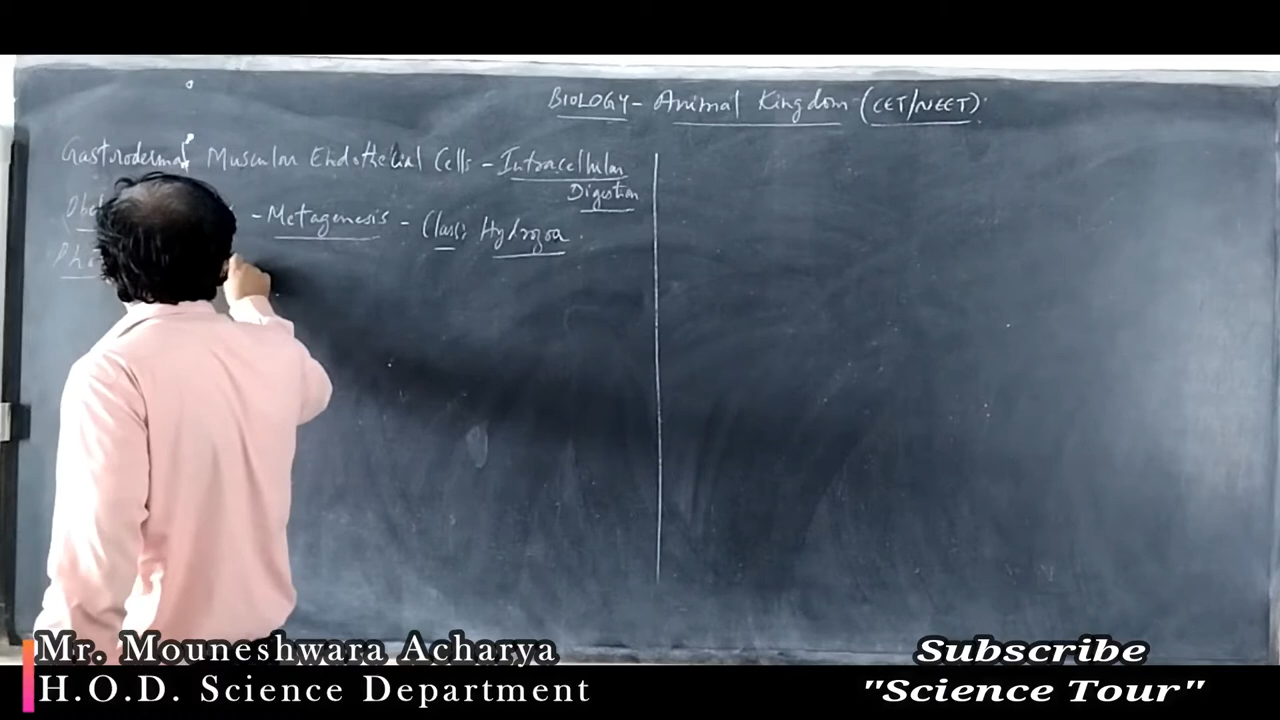 BIOLOGY - Animal Kingdom (CET/NEET).
Gastrodermal Muscular Endothelial Cells - Intracellular
Digestion
- Metagenesis - Class: Hydrozoa.
Mr. Mouneshwara Acharya
H.O.D. Science Department
Subscribe
"Science Tour"